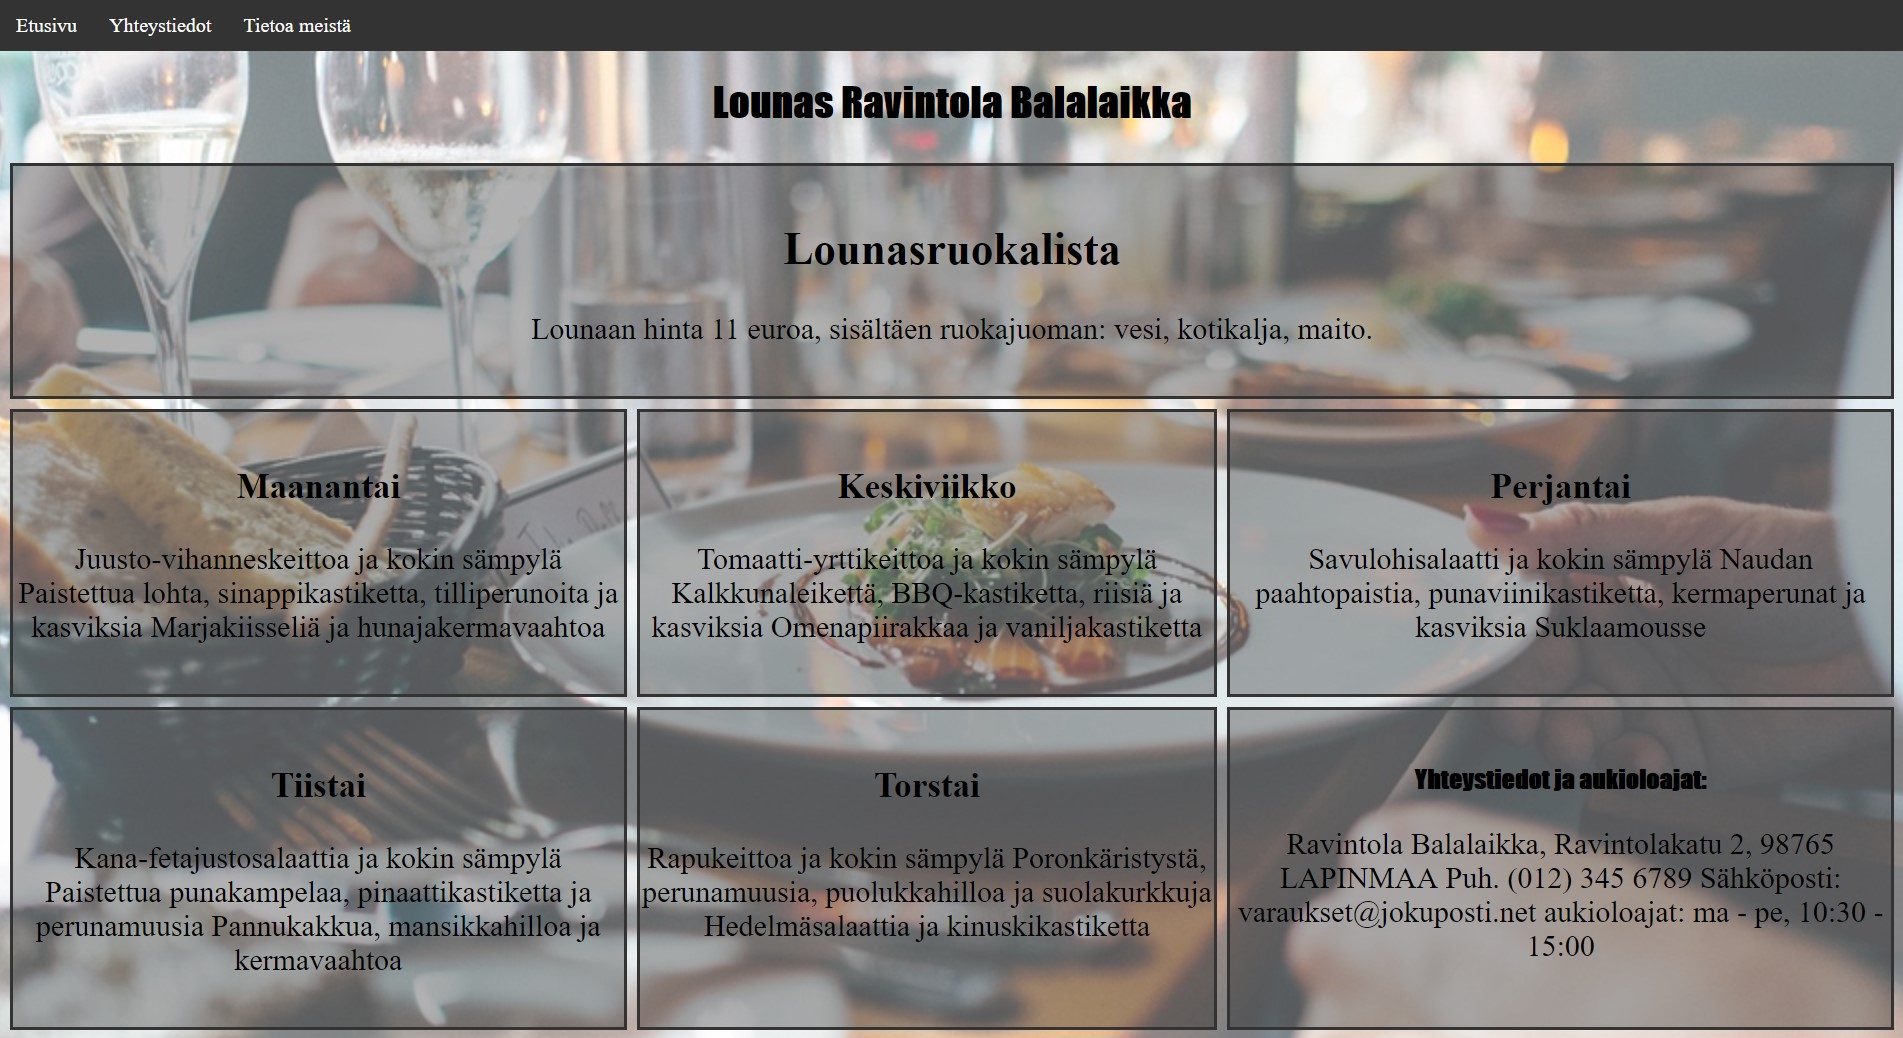 Etusivu
Yhteystiedot
Tietoa meistä
Lounas Ravintola Balalaikka
Lounasruokalista
Lounaan hinta 11 euroa, sisältäen ruokajuoman: vesi, kotikalja, maito.
Maanantai
Juusto-vihanneskeittoa ja kokin sämpylä
Paistettua lohta, sinappikastiketta, tilliperunoita ja
kasviksia Marjakiisseliä ja hunajakermavaahtoa
Keskiviikko
Tomaatti-yrttikeittoa ja kokin sämpylä
Kalkkunaleikettä, BBQ-kastiketta, riisiä ja
kasviksia Omenapiirakkaa ja vaniljakastiketta
Perjantai
Savulohisalaatti ja kokin sämpylä Naudan
paahtopaistia, punaviinikastiketta, kermaperunat ja
kasviksia Suklaamousse
Tiistai
Kana-fetajustosalaattia ja kokin sämpylä
Paistettua punakampelaa, pinaattikastiketta ja
perunamuusia Pannukakkua, mansikkahilloa ja
kermavaahtoa
Torstai
Rapukeittoa ja kokin sämpylä Poronkäristystä,
perunamuusia, puolukkahilloa ja suolakurkkuja
Hedelmäsalaattia ja kinuskikastiketta
Yhteystiedot ja aukioloajat:
Ravintola Balalaikka, Ravintolakatu 2, 98765
LAPINMAA Puh. (012) 345 6789 Sähköposti:
varaukset@jokuposti.net aukioloajat: ma - pe, 10:30 -
15:00